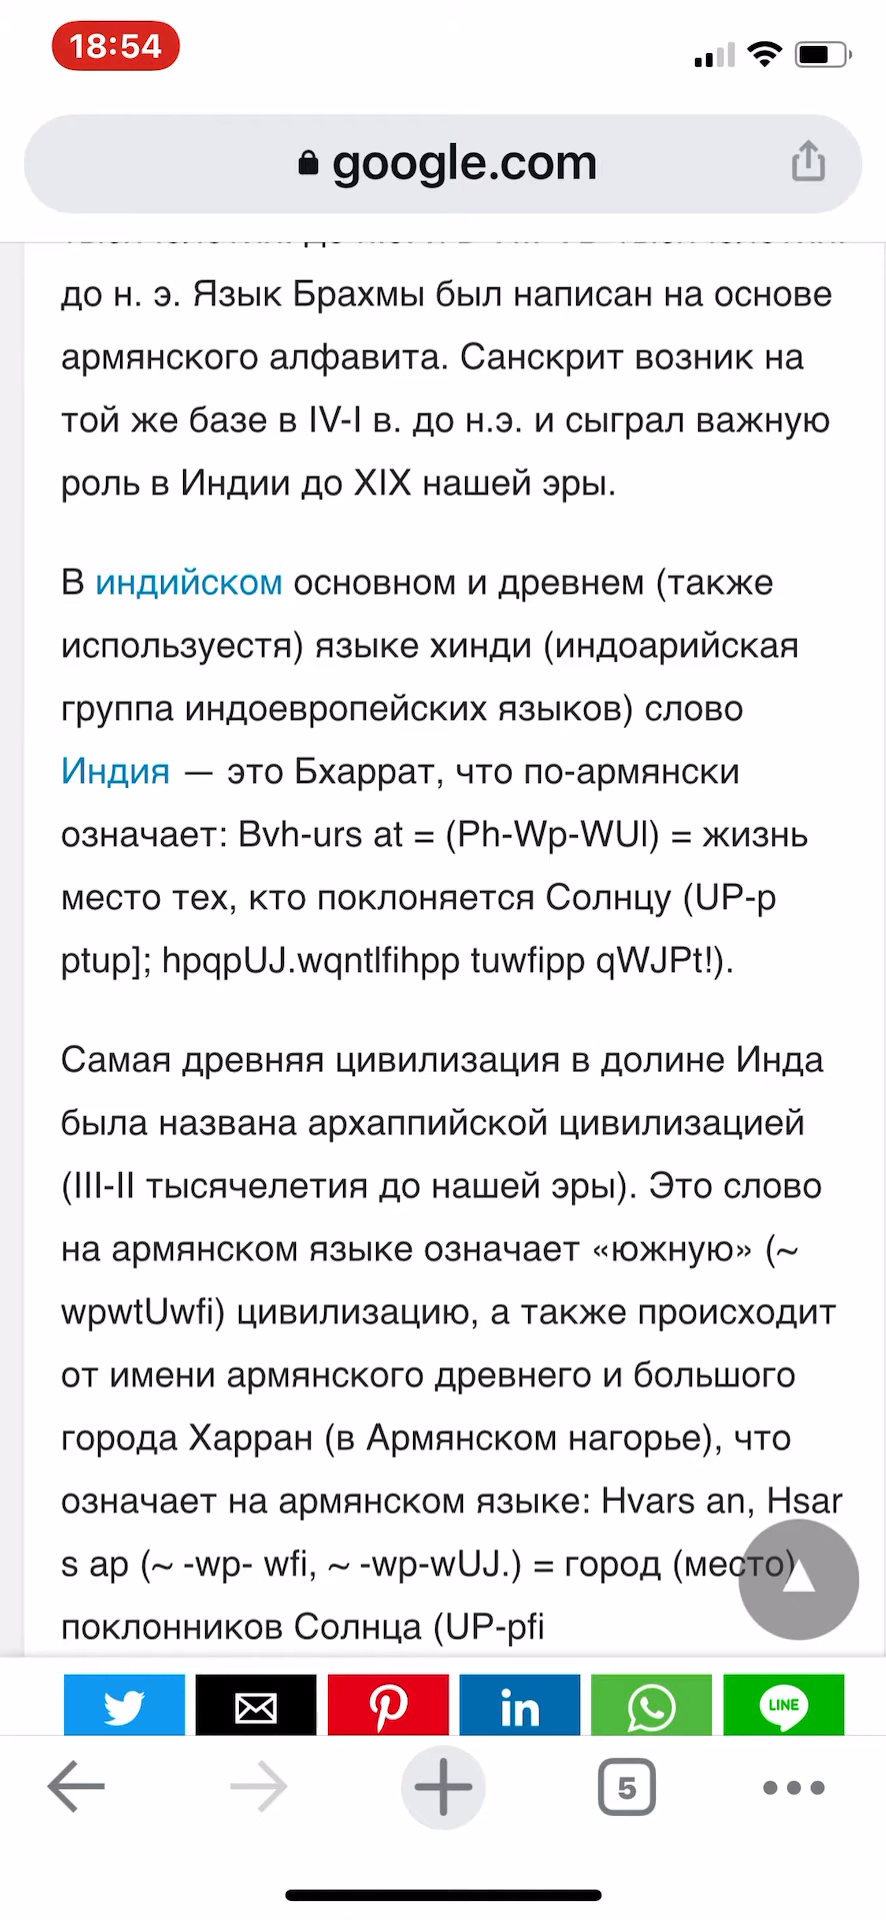 18:54
google.com
до н. э. Язык Брахмы был написан на основе
армянского алфавита. Санскрит возник на
той же базе в IV-I в. до н.э. и сыграл важную
роль в Индии до XIX нашей эры.
В индийском основном и древнем (также
используестя) языке хинди (индоарийская
группа индоевропейских языков) слово
Индия — это Бхаррат, что по-армянски
означает: Bvh-urs at = (Ph-Wp-WUl) = жизнь
место тех, кто поклоняется Солнцу (UP-p
ptup]; hpqpUJ.wqntlfihpp tuwfipp qWJPt!).
Самая древняя цивилизация в долине Инда
была названа архаппийской цивилизацией
(III-II тысячелетия до нашей эры). Это слово
на армянском языке означает «южную» (~
wpwtUwfi) цивилизацию, а также происходит
от имени армянского древнего и большого
города Харран (в Армянском нагорье), что
означает на армянском языке: Hvars an, Hsar
s ap (~ -wp- wfi, ~ -wp-wUJ.) = город (место)
поклонников Солнца (UP-pfi
in
LINE
5